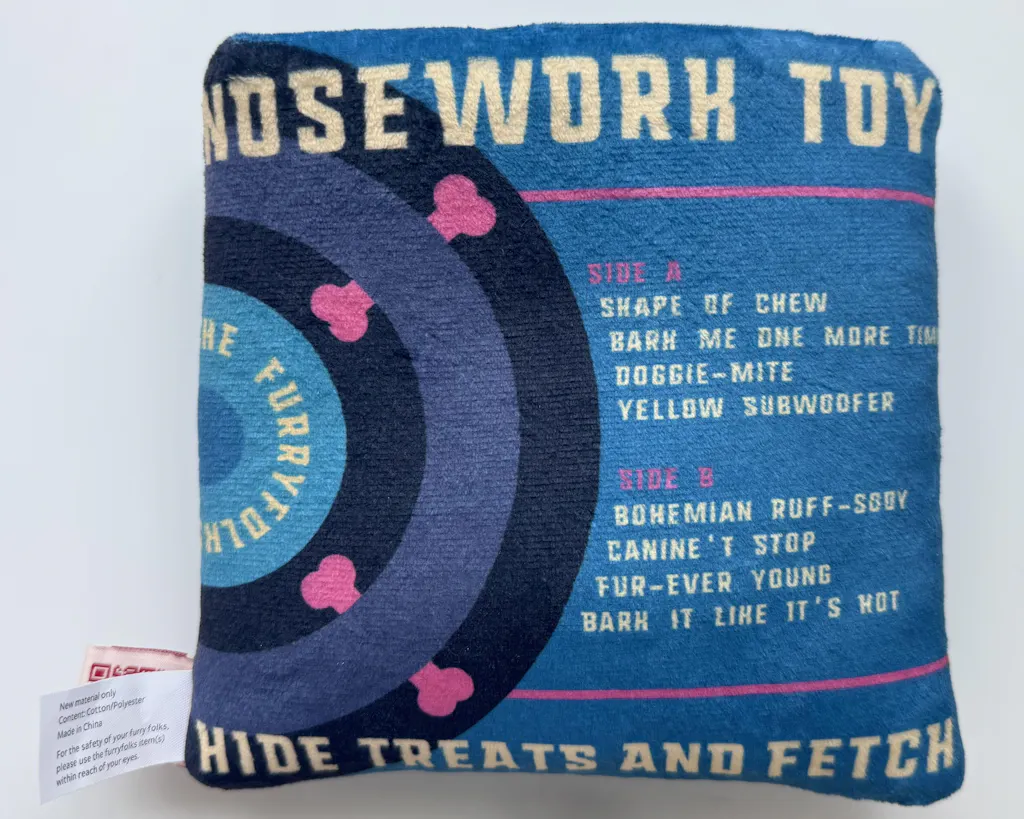 NOSEWORK TOY
HE FURRYFOLK
SIDE A
SHAPE OF CHEW
BARK ME ONE MORE TIM
DOGGIE-MITE
YELLOW SUBWOOFER
SIDE B
BOHEMIAN RUFF-SODY
CANINE'T STOP
FUR-EVER YOUNG
BARK IT LIKE IT'S HOT
HIDE TREATS AND FETCH
New material only
Content:Cotton/Polyester
Made in China
For the safety of your furry folks,
please use the furryfolks item(s)
within reach of your eyes.